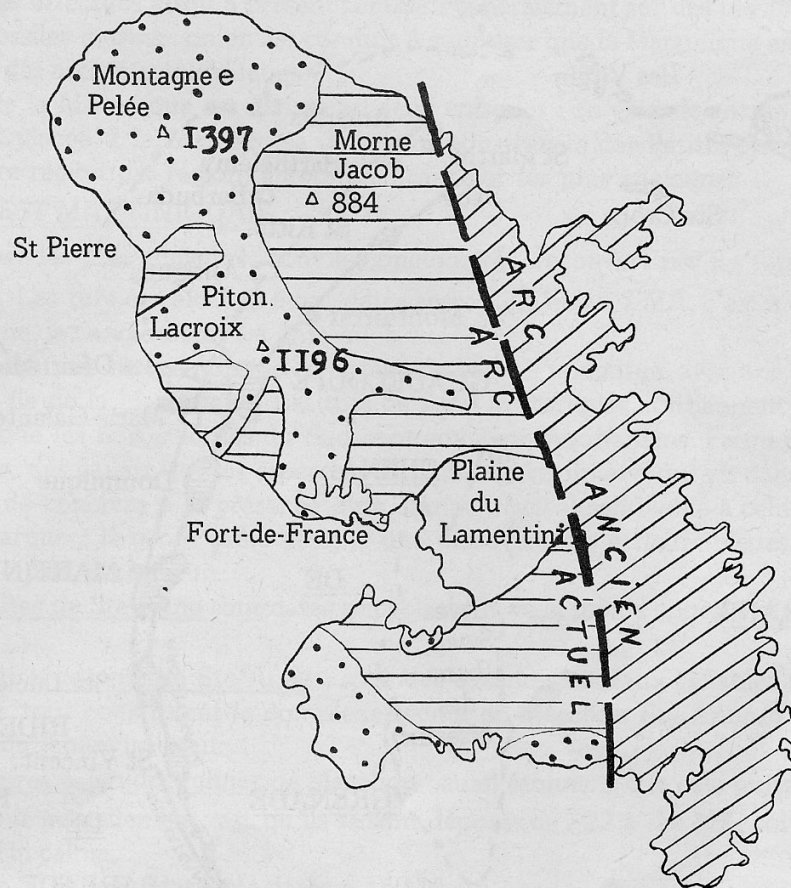 Montagne e
Pelée
1397
Morne
Jacob
884
St Pierre
Piton
Lacroix
1196
ARC ANCIEN
ARC ACTUEL
Plaine
du
Lamentin
Fort-de-France